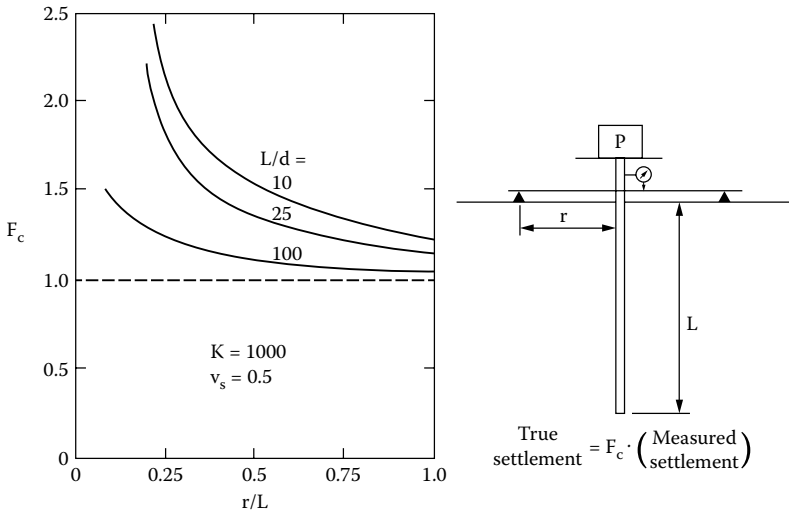 2.5
2.0
1.5
1.0
0.5
0
F_c
L/d =
10
25
100
K = 1000
v_s = 0.5
0 0.25 0.5 0.75 1.0
r/L
P
r
L
True settlement = F_c · (Measured settlement)